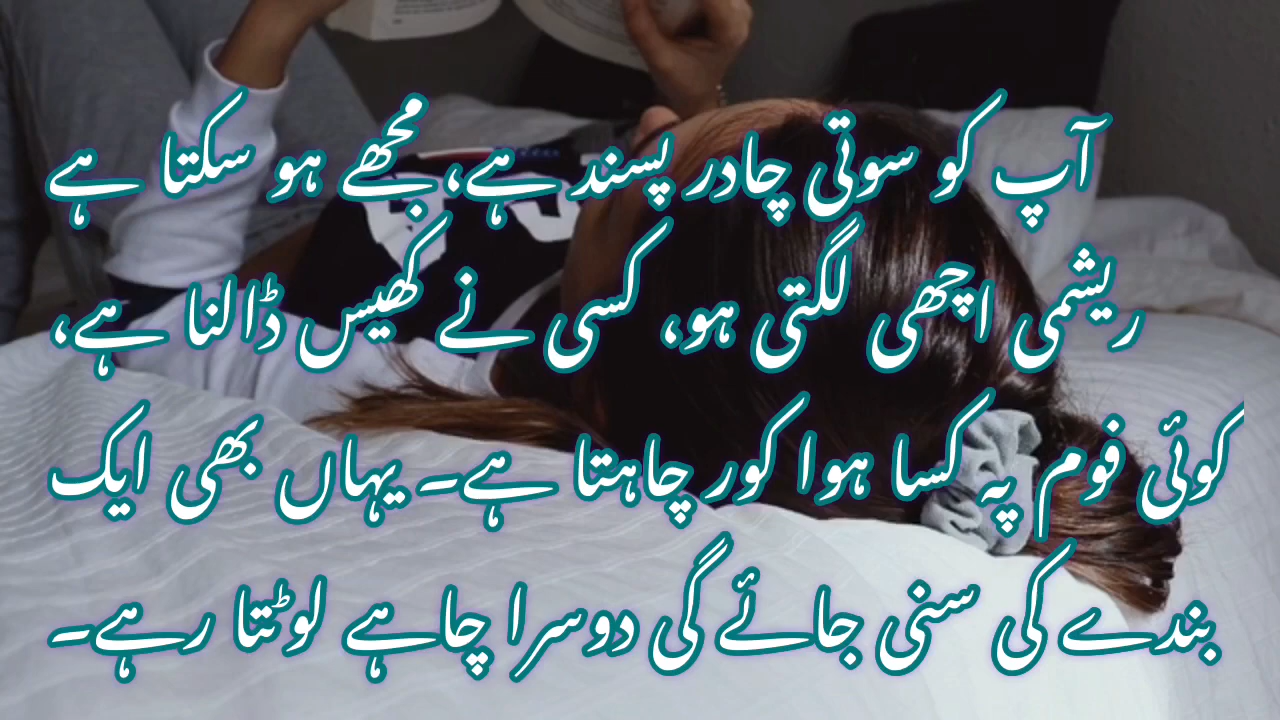 آپ کو سوتی چادر پسند ہے، مجھے ہو سکتا ہے
ریشمی اچھی لگتی ہو، کسی نے کھیس ڈالنا ہے،
کوئی فوم پہ کسا ہوا کور چاہتا ہے۔ یہاں بھی ایک
بندے کی سنی جائے گی دوسرا چاہے لوٹتا رہے۔